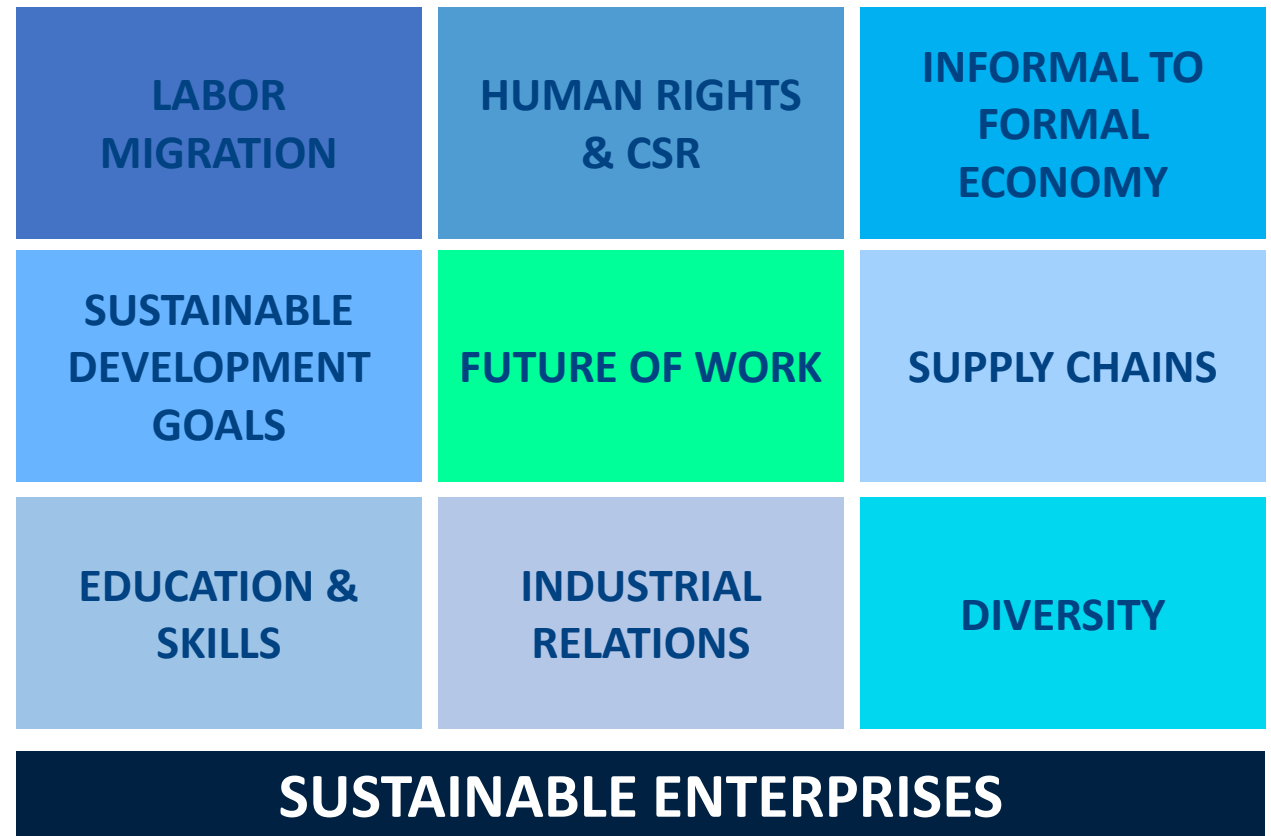 LABOR
MIGRATION
HUMAN RIGHTS
& CSR
INFORMAL TO
FORMAL
ECONOMY
SUSTAINABLE
DEVELOPMENT
GOALS
FUTURE OF WORK
SUPPLY CHAINS
EDUCATION &
SKILLS
INDUSTRIAL
RELATIONS
DIVERSITY
SUSTAINABLE ENTERPRISES